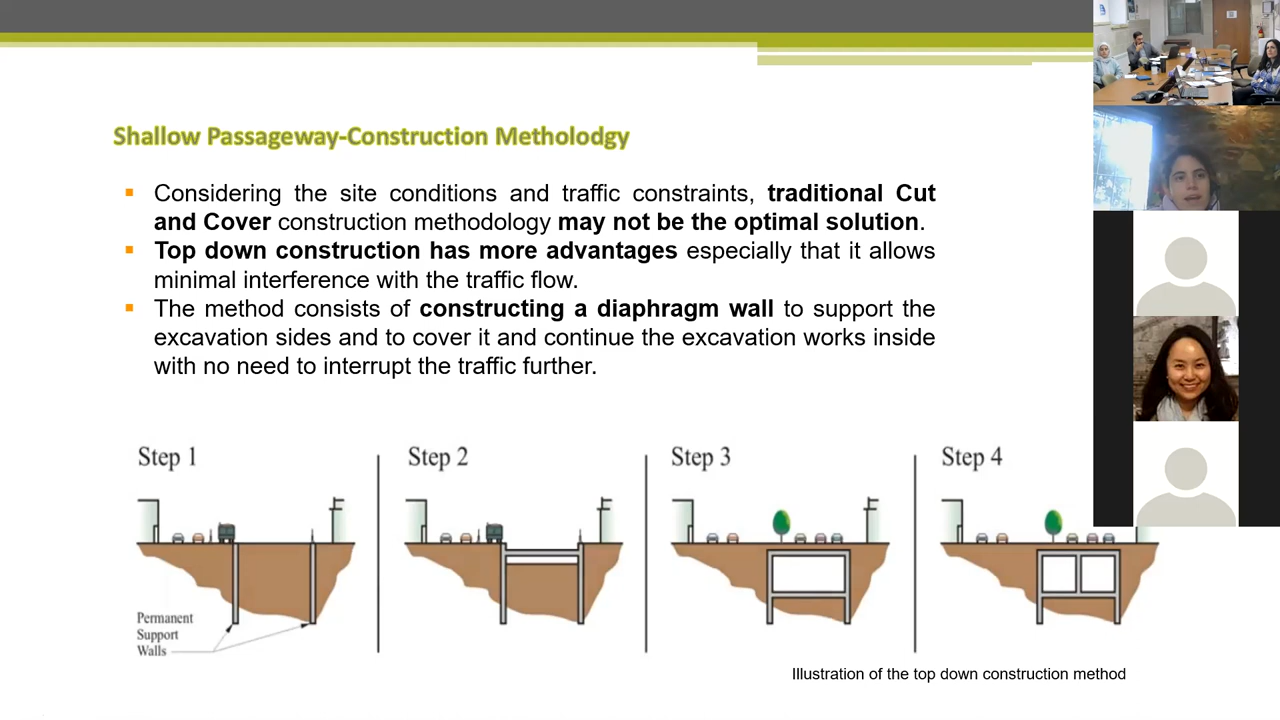 Shallow Passageway-Construction Metholodgy
Considering the site conditions and traffic constraints, traditional Cut
and Cover construction methodology may not be the optimal solution.
Top down construction has more advantages especially that it allows
minimal interference with the traffic flow.
The method consists of constructing a diaphragm wall to support the
excavation sides and to cover it and continue the excavation works inside
with no need to interrupt the traffic further.
Step 1
Step 2
Step 3
Step 4
Permanent
Support
Walls
Illustration of the top down construction method